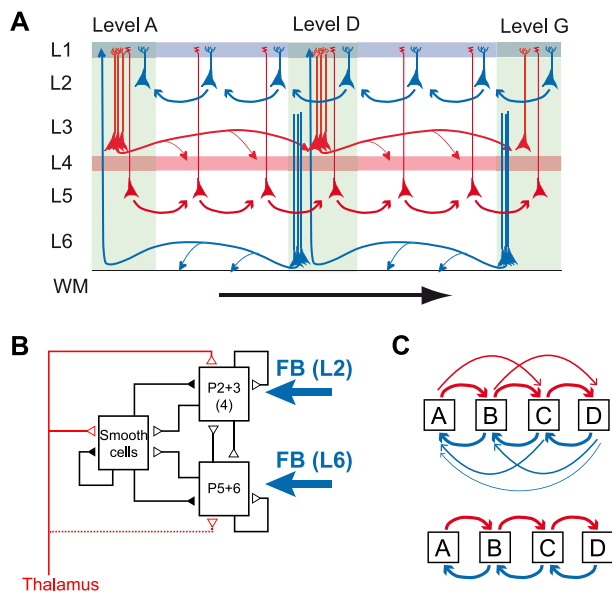 A
Level A Level D Level G
L1
L2
L3
L4
L5
L6
WM
B
P2+3
(4)
FB (L2)
Smooth
cells
P5+6
FB (L6)
Thalamus
C
A B C D
A B C D